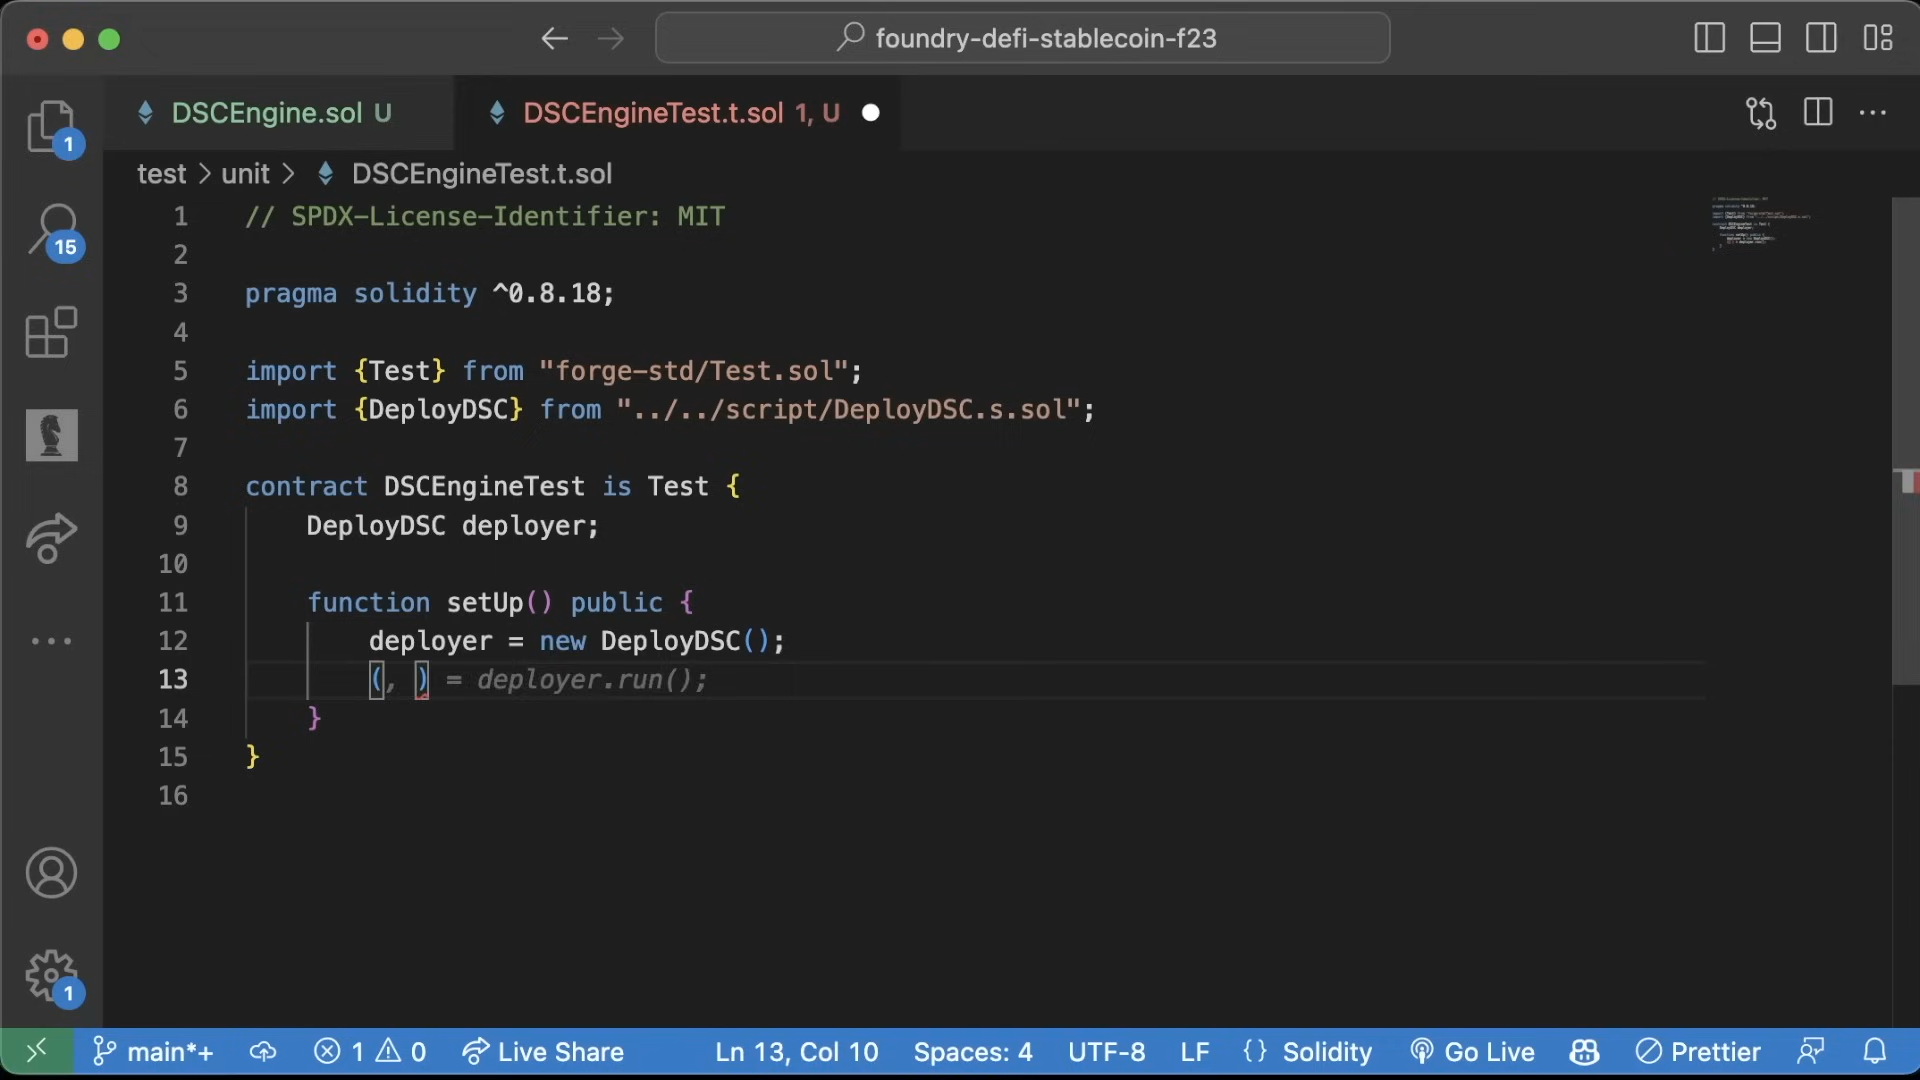 foundry-defi-stablecoin-f23
DSCEngine.sol U
DSCEngineTest.t.sol 1, U
test > unit > DSCEngineTest.t.sol
1 // SPDX-License-Identifier: MIT
2
3 pragma solidity ^0.8.18;
4
5 import {Test} from "forge-std/Test.sol";
6 import {DeployDSC} from "../../script/DeployDSC.s.sol";
7
8 contract DSCEngineTest is Test {
9 DeployDSC deployer;
10
11 function setUp() public {
12 deployer = new DeployDSC();
13 (, ) = deployer.run();
14 }
15 }
16
1
15
1
main*+ 1 0 Live Share Ln 13, Col 10 Spaces: 4 UTF-8 LF {} Solidity Go Live Prettier